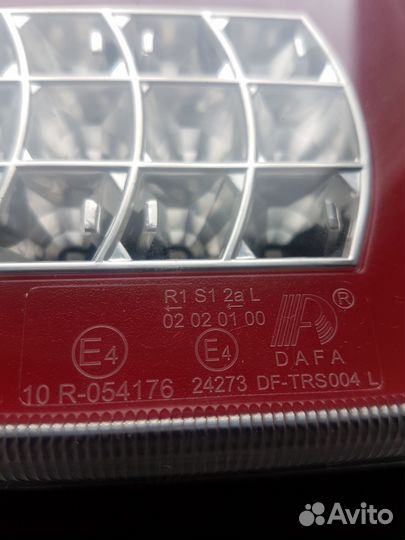 R1 S1 2a L
02 02 01 00
®
DAFA
E4
E4
10 R-054176
24273 DF-TRS004 L
Avito